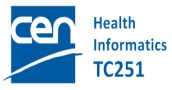 cen
Health
Informatics
TC251